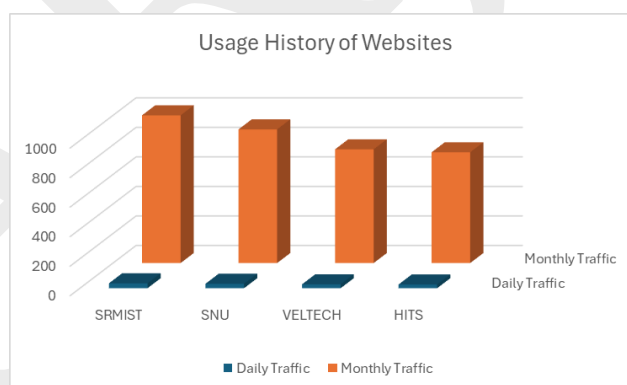 Usage History of Websites
1000
800
600
400
200
0
Monthly Traffic
Daily Traffic
SRMIST SNU VELTECH HITS
Daily Traffic Monthly Traffic